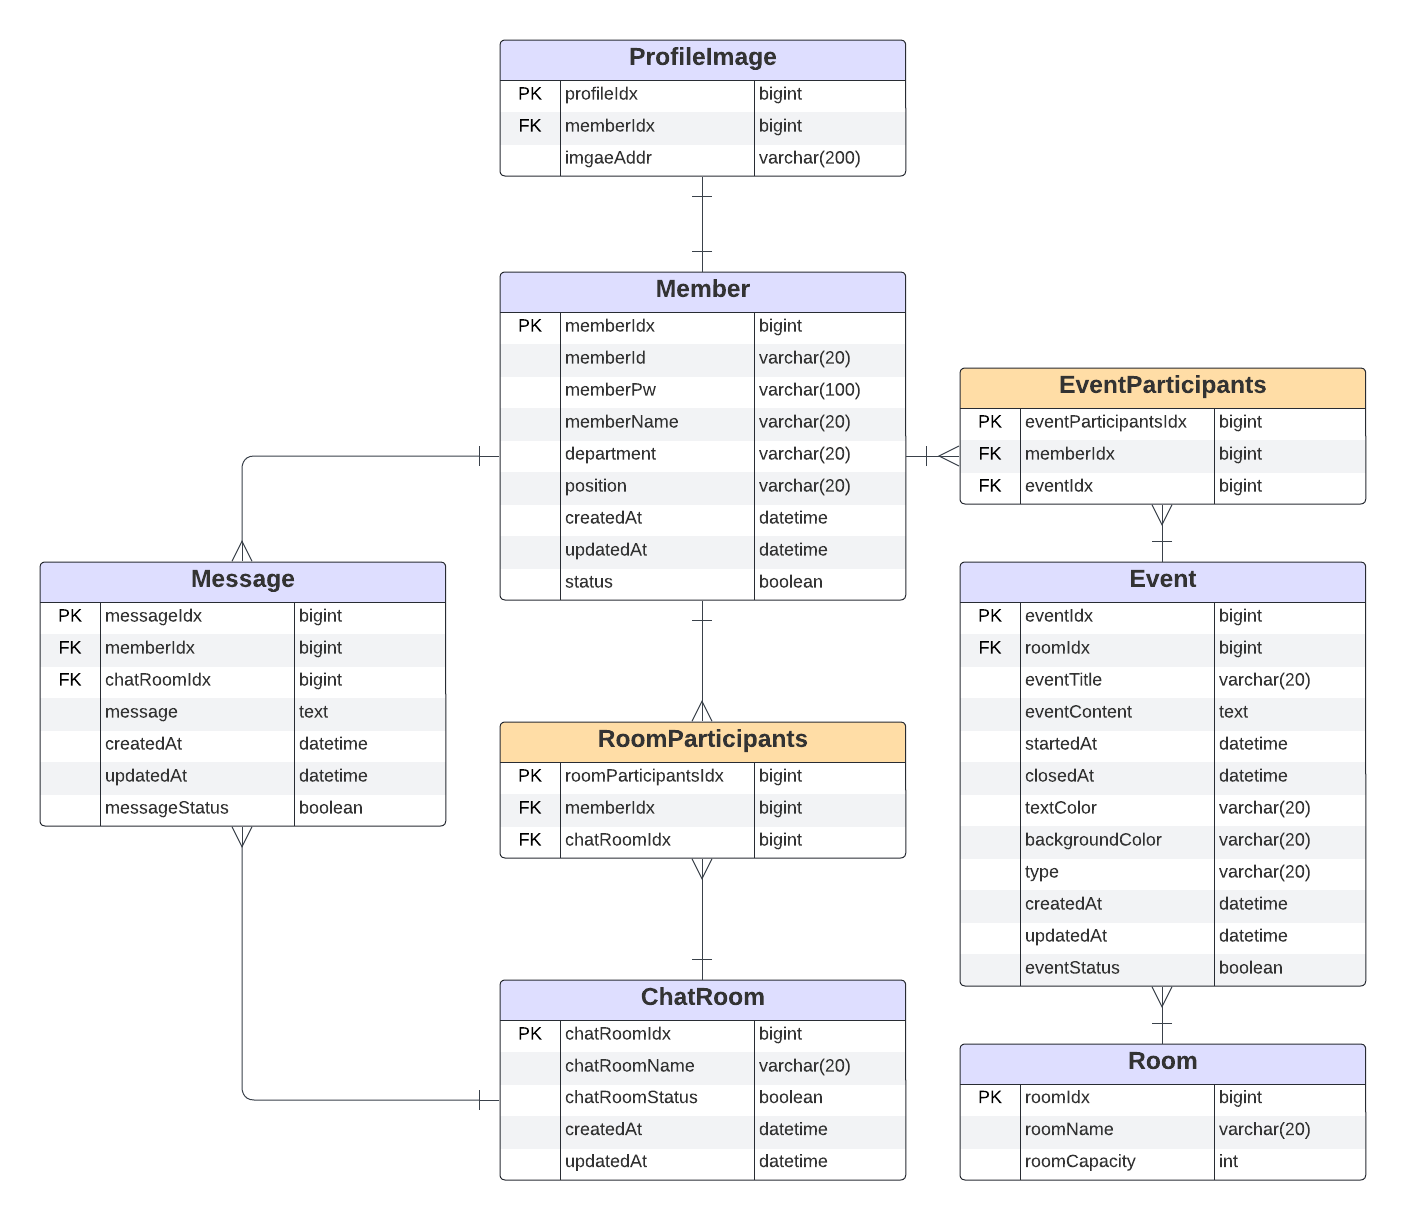 ProfileImage
PK profileIdx bigint
FK memberIdx bigint
imgaeAddr varchar(200)
Member
PK memberIdx bigint
memberId varchar(20)
memberPw varchar(100)
memberName varchar(20)
department varchar(20)
position varchar(20)
createdAt datetime
updatedAt datetime
status boolean
EventParticipants
PK eventParticipantsIdx bigint
FK memberIdx bigint
FK eventIdx bigint
Message
PK messageIdx bigint
FK memberIdx bigint
FK chatRoomIdx bigint
message text
createdAt datetime
updatedAt datetime
messageStatus boolean
Event
PK eventIdx bigint
FK roomIdx bigint
eventTitle varchar(20)
eventContent text
startedAt datetime
closedAt datetime
textColor varchar(20)
backgroundColor varchar(20)
type varchar(20)
createdAt datetime
updatedAt datetime
eventStatus boolean
RoomParticipants
PK roomParticipantsIdx bigint
FK memberIdx bigint
FK chatRoomIdx bigint
ChatRoom
PK chatRoomIdx bigint
chatRoomName varchar(20)
chatRoomStatus boolean
createdAt datetime
updatedAt datetime
Room
PK roomIdx bigint
roomName varchar(20)
roomCapacity int